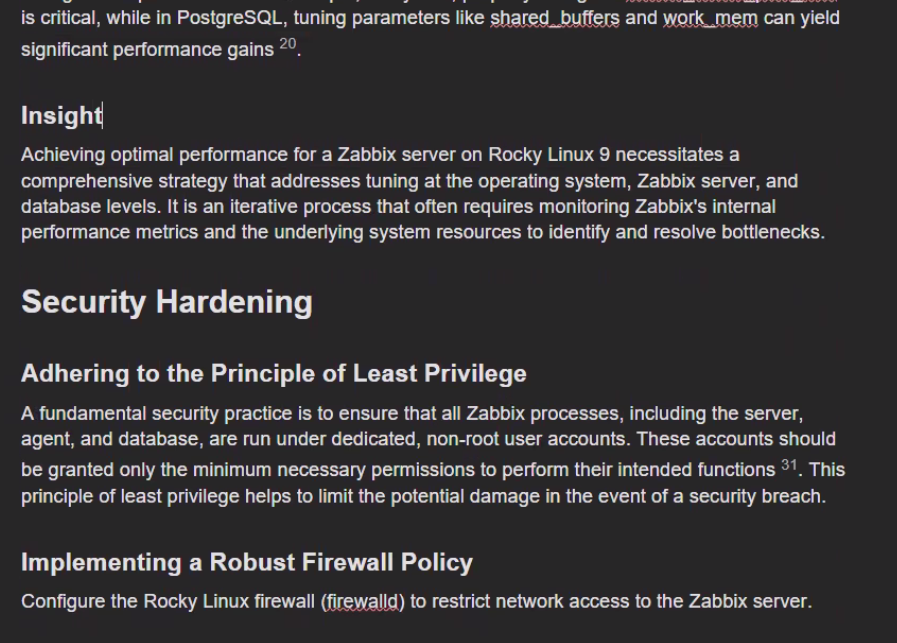 is critical, while in PostgreSQL, tuning parameters like shared_buffers and work_mem can yield
significant performance gains 20.
Insight
Achieving optimal performance for a Zabbix server on Rocky Linux 9 necessitates a
comprehensive strategy that addresses tuning at the operating system, Zabbix server, and
database levels. It is an iterative process that often requires monitoring Zabbix's internal
performance metrics and the underlying system resources to identify and resolve bottlenecks.
Security Hardening
Adhering to the Principle of Least Privilege
A fundamental security practice is to ensure that all Zabbix processes, including the server,
agent, and database, are run under dedicated, non-root user accounts. These accounts should
be granted only the minimum necessary permissions to perform their intended functions 31. This
principle of least privilege helps to limit the potential damage in the event of a security breach.
Implementing a Robust Firewall Policy
Configure the Rocky Linux firewall (firewalld) to restrict network access to the Zabbix server.